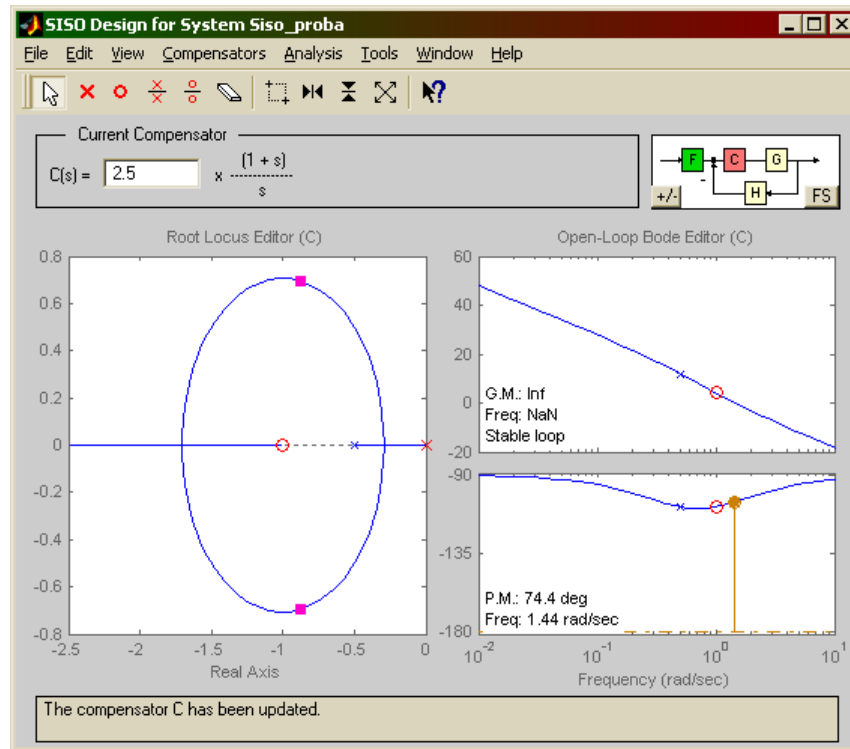 SISO Design for System Siso_proba
File Edit View Compensators Analysis Tools Window Help
Current Compensator
C(s) = 2.5 x (1 + s)
s
F C G
-
H
+/- FS
Root Locus Editor (C)
0.8
0.6
0.4
0.2
0
-0.2
-0.4
-0.6
-0.8
-2.5 -2 -1.5 -1 -0.5 0
Real Axis
Open-Loop Bode Editor (C)
60
40
20
0
-20
G.M.: Inf
Freq: NaN
Stable loop
-90
-135
-180
P.M.: 74.4 deg
Freq: 1.44 rad/sec
10^-2 10^-1 10^0 10^1
Frequency (rad/sec)
The compensator C has been updated.